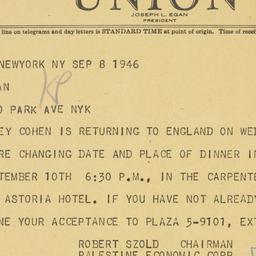 UNION
JOSEPH L. EGAN
PRESIDENT
line on telegrams and day letters is STANDARD TIME at point of origin. Time of recei
NEWYORK NY SEP 8 1946
AN
O PARK AVE NYK
EY COHEN IS RETURNING TO ENGLAND ON WED
RE CHANGING DATE AND PLACE OF DINNER IN
TEMBER 10TH 6:30 P.M., IN THE CARPENTE
ASTORIA HOTEL. IF YOU HAVE NOT ALREADY
NE YOUR ACCEPTANCE TO PLAZA 5-9101, EXT
ROBERT SZOLD CHAIRMAN
PALESTINE ECONOMIC CORP